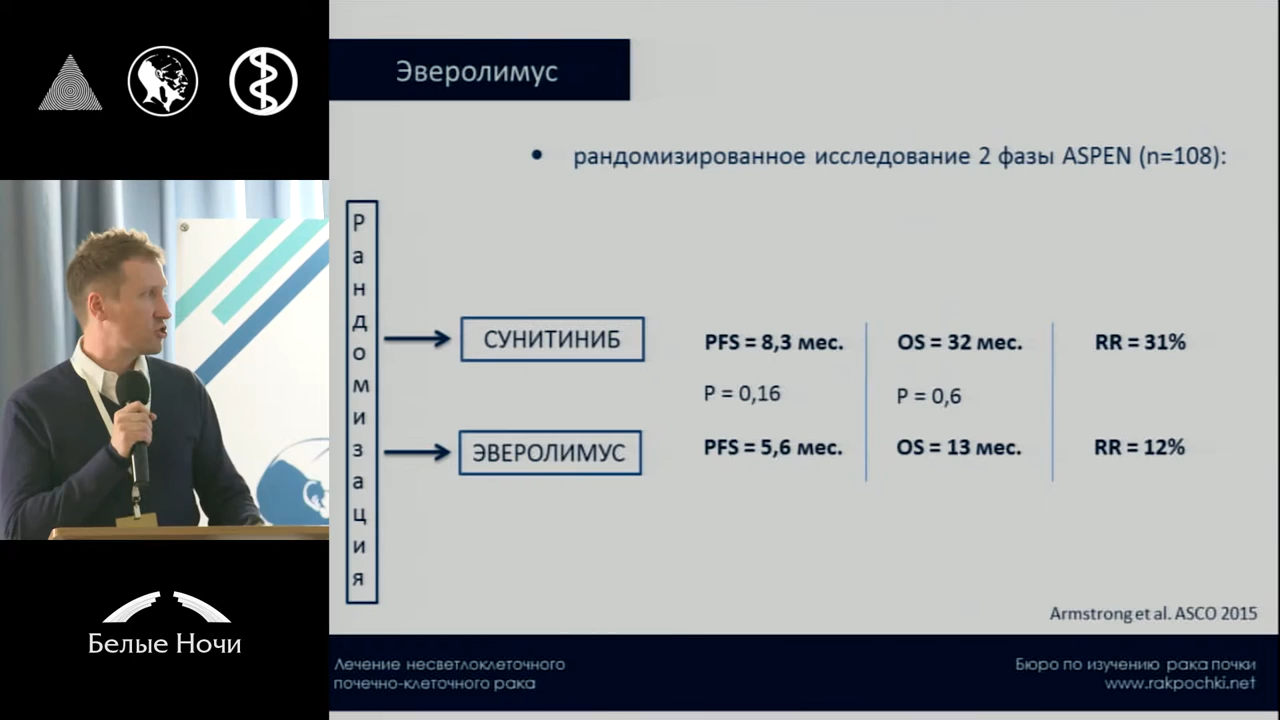 Эверолимус
• рандомизированное исследование 2 фазы ASPEN (n=108):
Рандомизация
СУНИТИНИБ
PFS = 8,3 мес.
OS = 32 мес.
RR = 31%
P = 0,16
P = 0,6
ЭВЕРОЛИМУС
PFS = 5,6 мес.
OS = 13 мес.
RR = 12%
Armstrong et al. ASCO 2015
Белые Ночи
Лечение несветлоклеточного
почечно-клеточного рака
Бюро по изучению рака почки
www.rakpochki.net